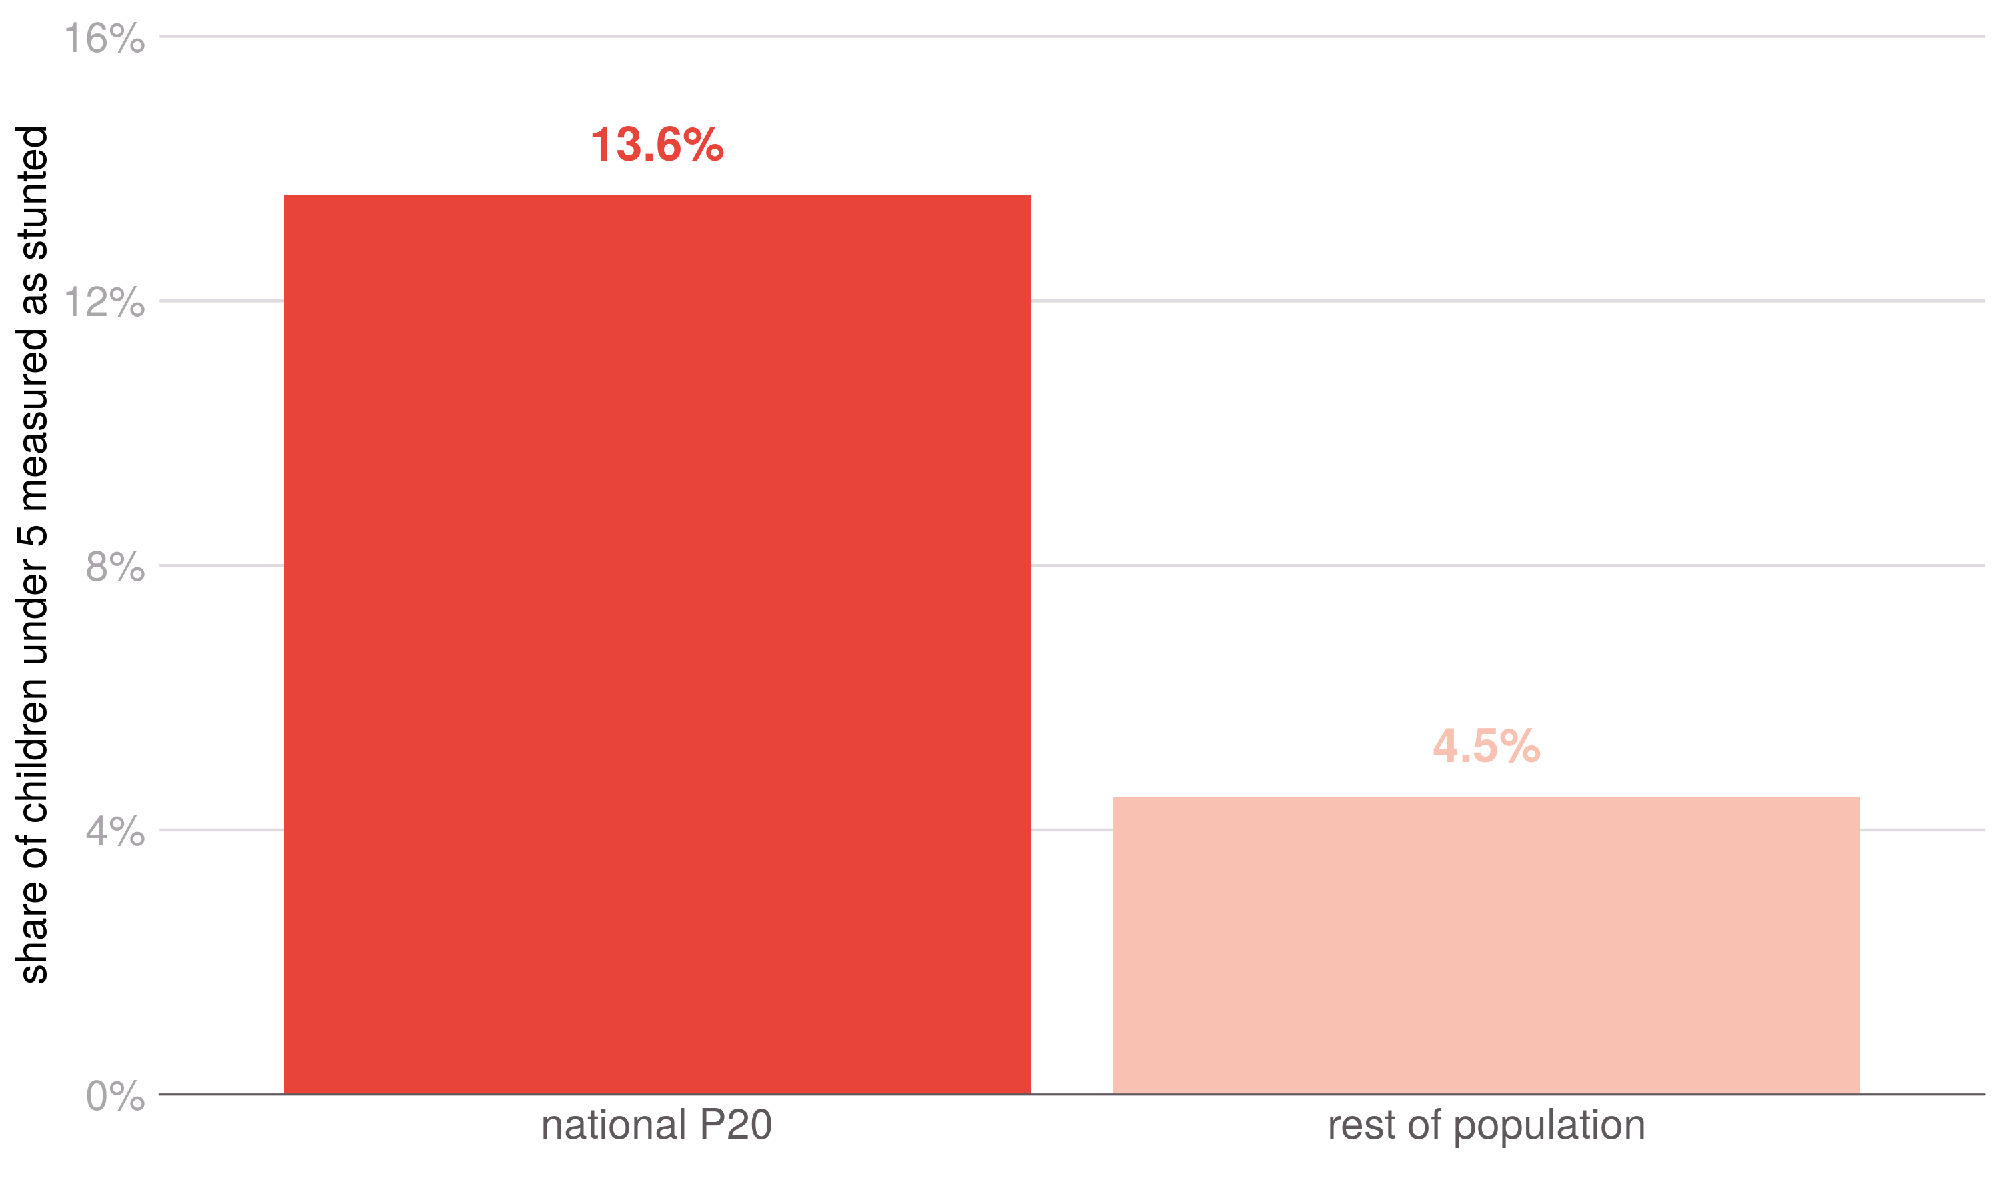 share of children under 5 measured as stunted
16%
12%
8%
4%
0%
13.6%
4.5%
national P20
rest of population